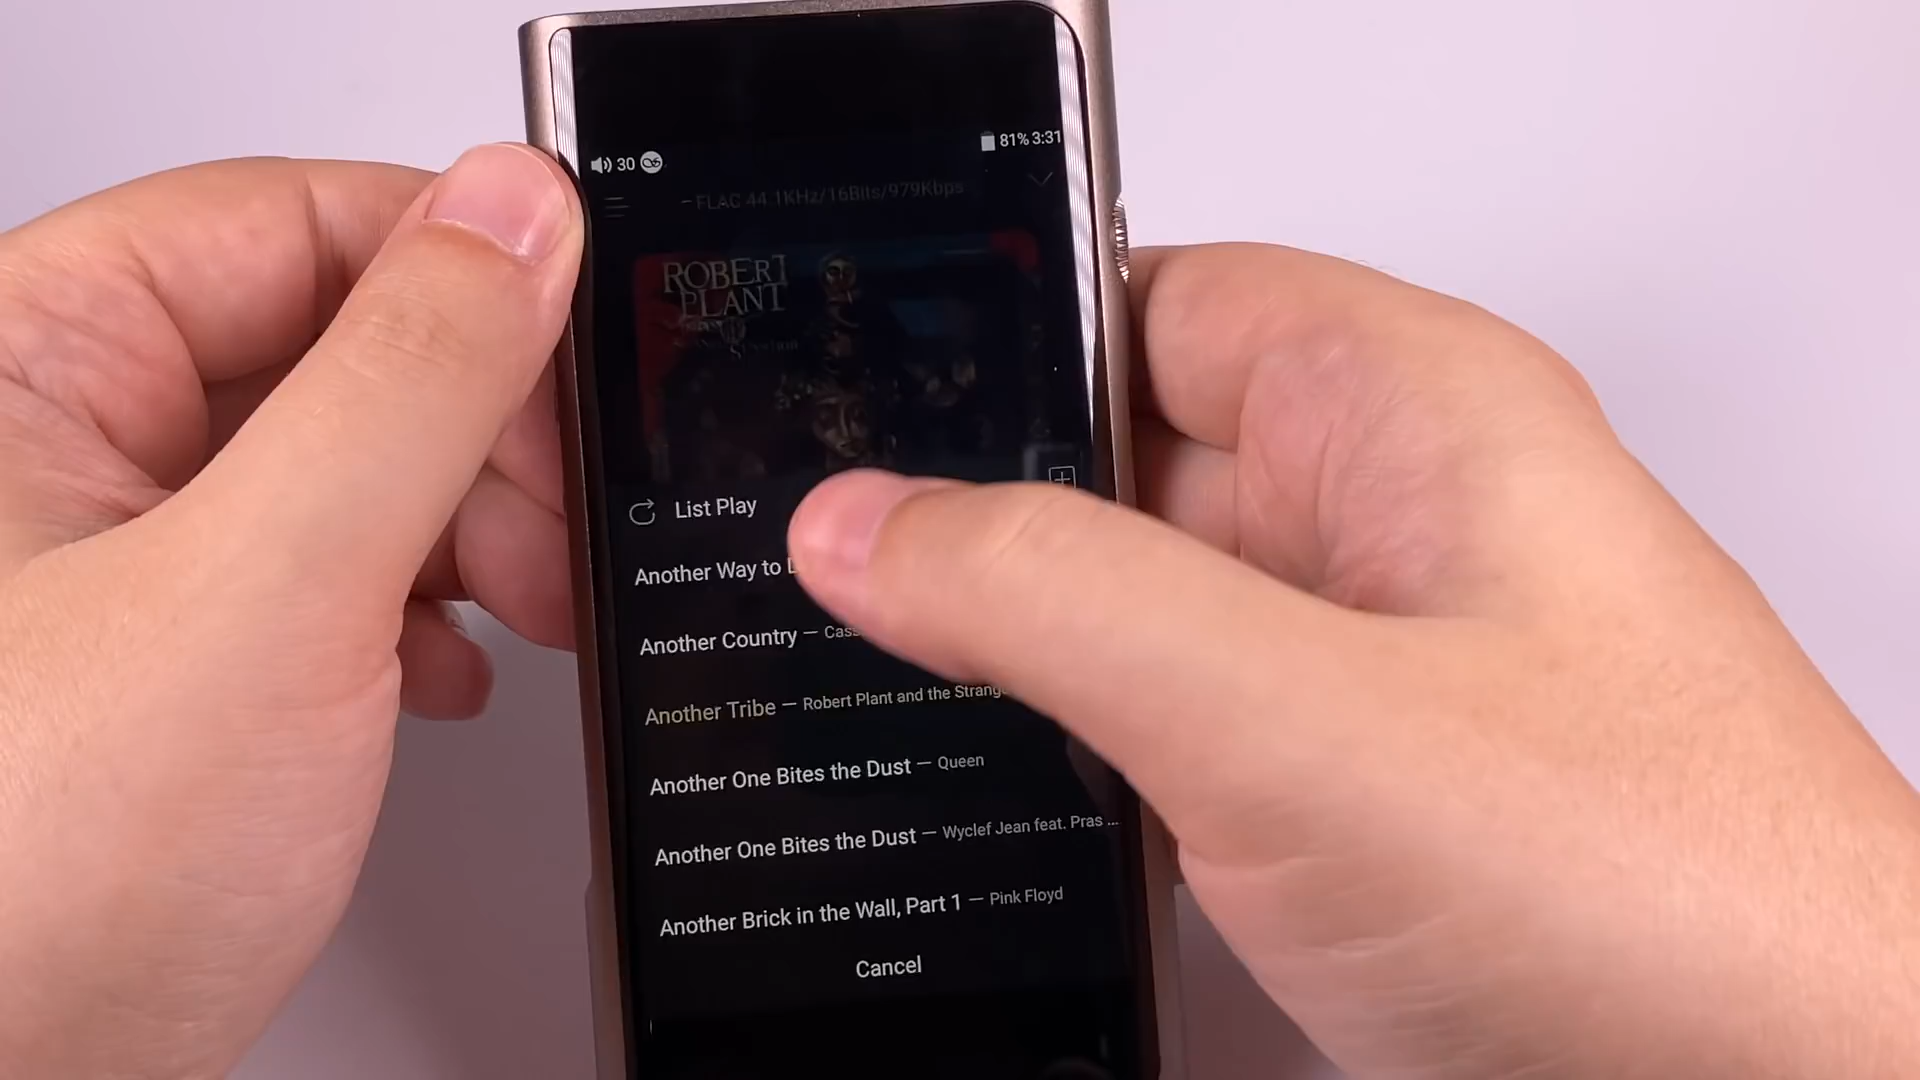 30
81% 3:31
– FLAC 44.1KHz/16Bits/979Kbps
ROBERT
PLANT
List Play
Another Way to
Another Country —
Another Tribe — Robert Plant and the Strange
Another One Bites the Dust — Queen
Another One Bites the Dust — Wyclef Jean feat. Pras ...
Another Brick in the Wall, Part 1 — Pink Floyd
Cancel